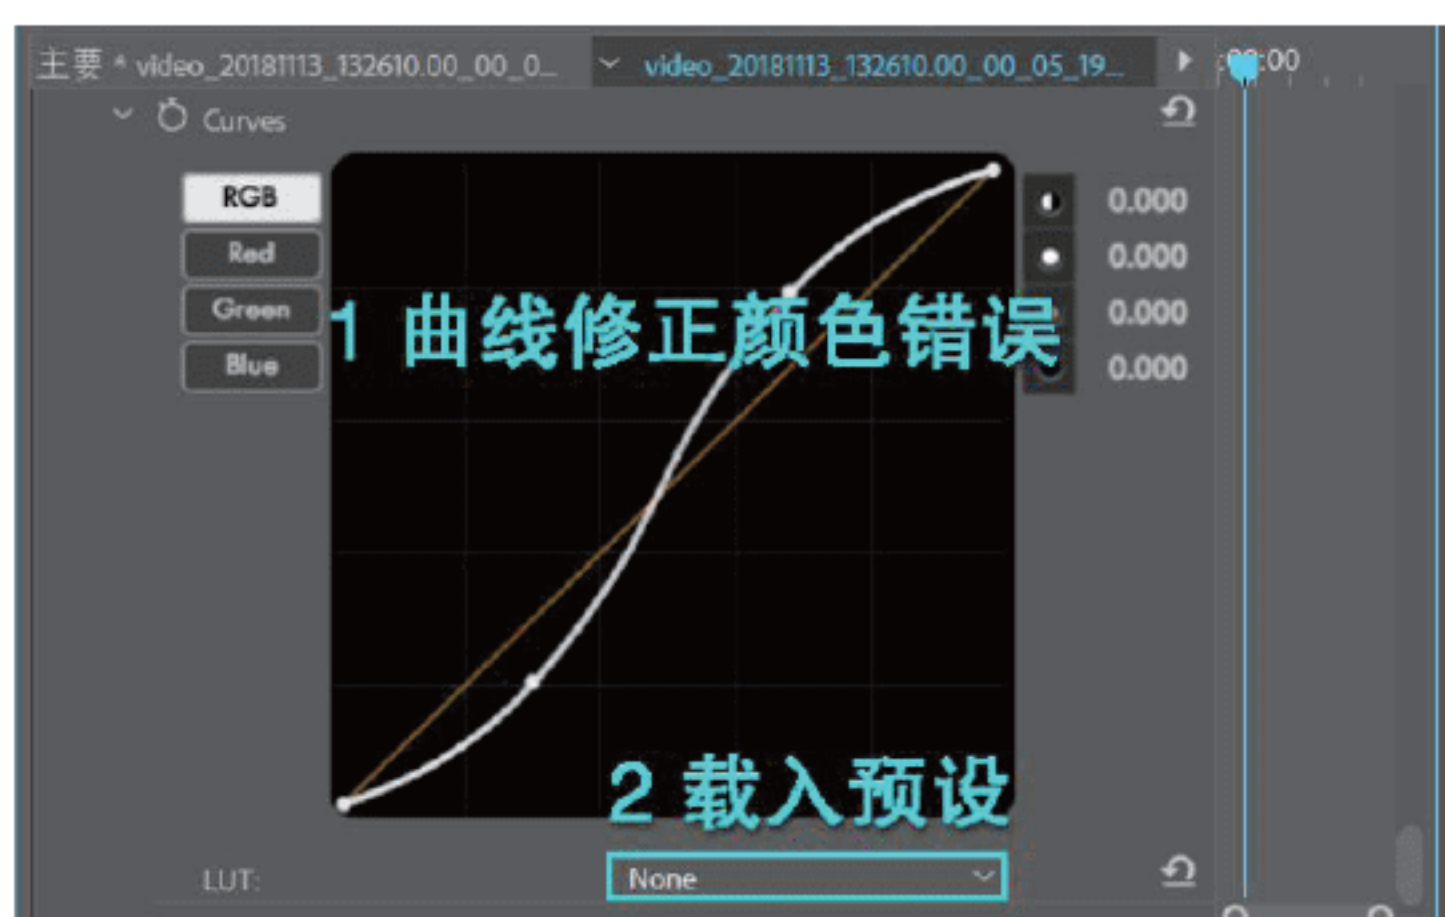 主要 * video_20181113_132610.00_00_0... video_20181113_132610.00_00_05_19... :00:00
Curves
RGB 0.000
Red 0.000
Green 0.000
Blue 0.000
1 曲线修正颜色错误
2 载入预设
LUT: None